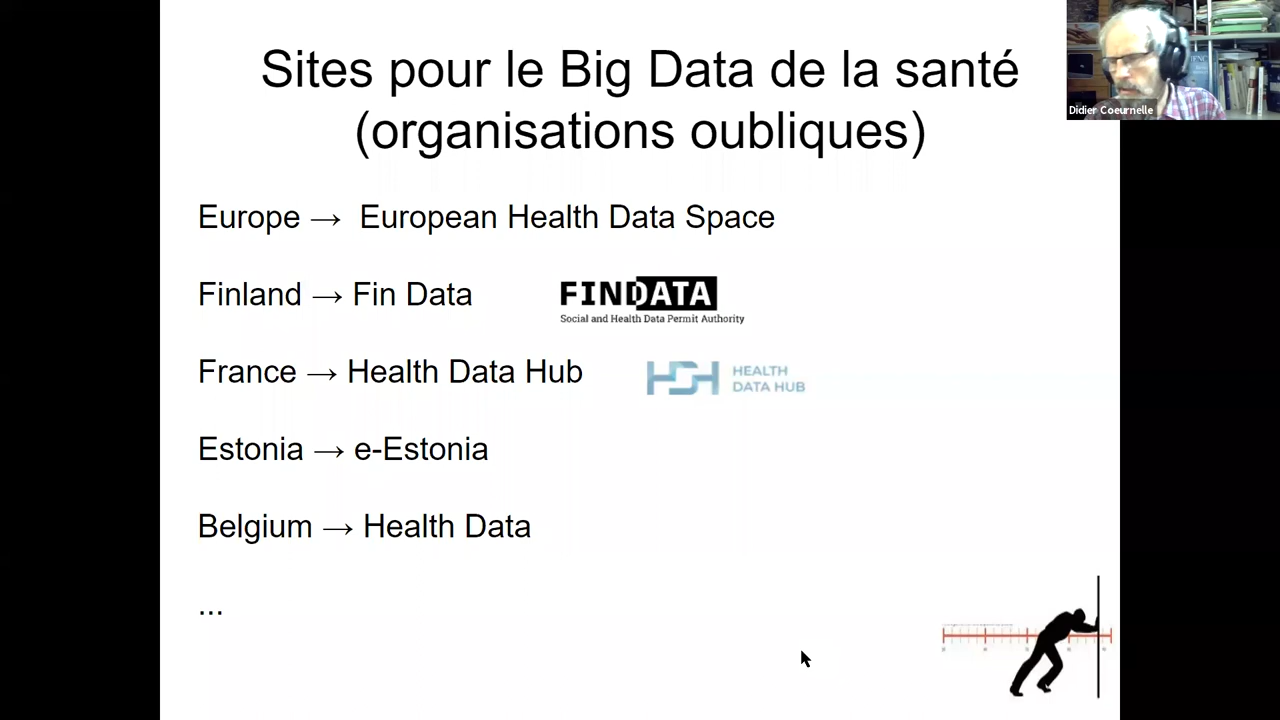 Sites pour le Big Data de la santé
(organisations oubliques)
Didier Coeurnelle
Europe → European Health Data Space
Finland → Fin Data
FINDATA
Social and Health Data Permit Authority
France → Health Data Hub
HDH HEALTH
DATA HUB
Estonia → e-Estonia
Belgium → Health Data
...